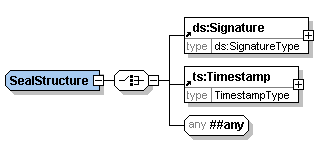 ds:Signature
type ds:SignatureType
SealStructure
ts:Timestamp
type TimestampType
any ##any